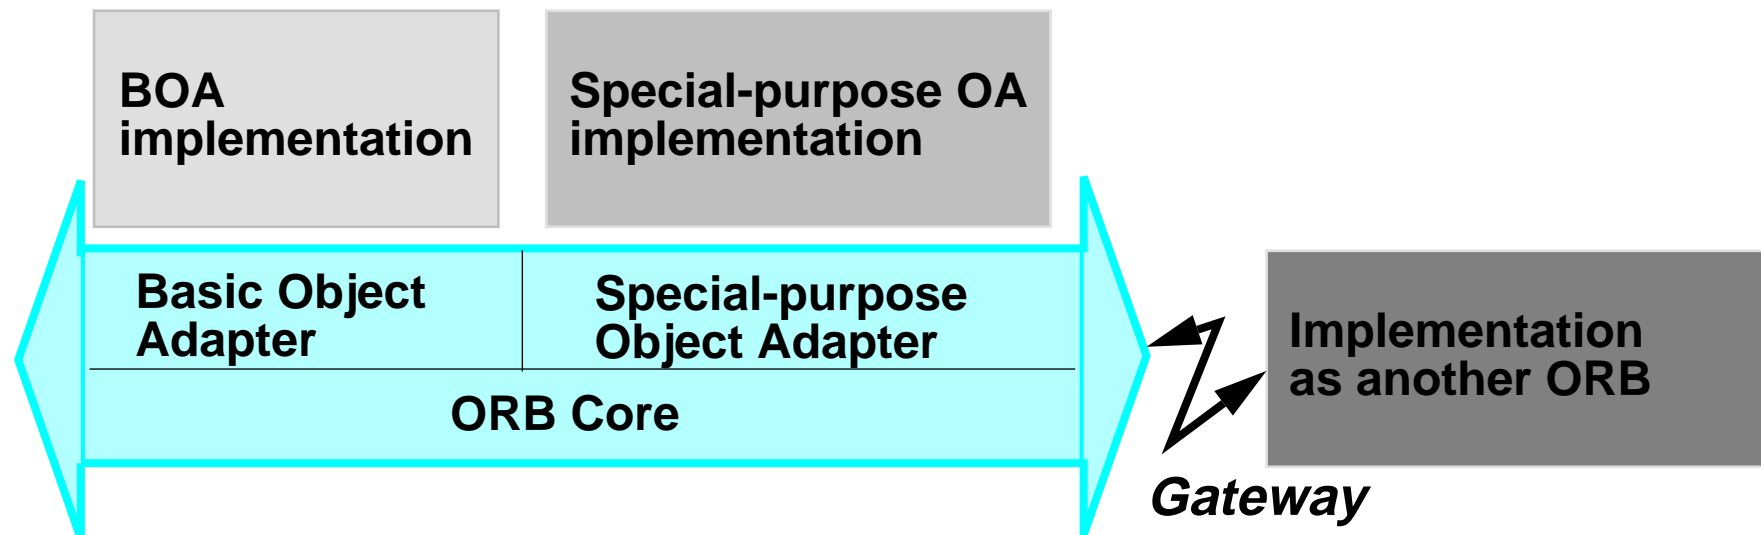 BOA
implementation
Special-purpose OA
implementation
Basic Object
Adapter
Special-purpose
Object Adapter
ORB Core
Implementation
as another ORB
Gateway